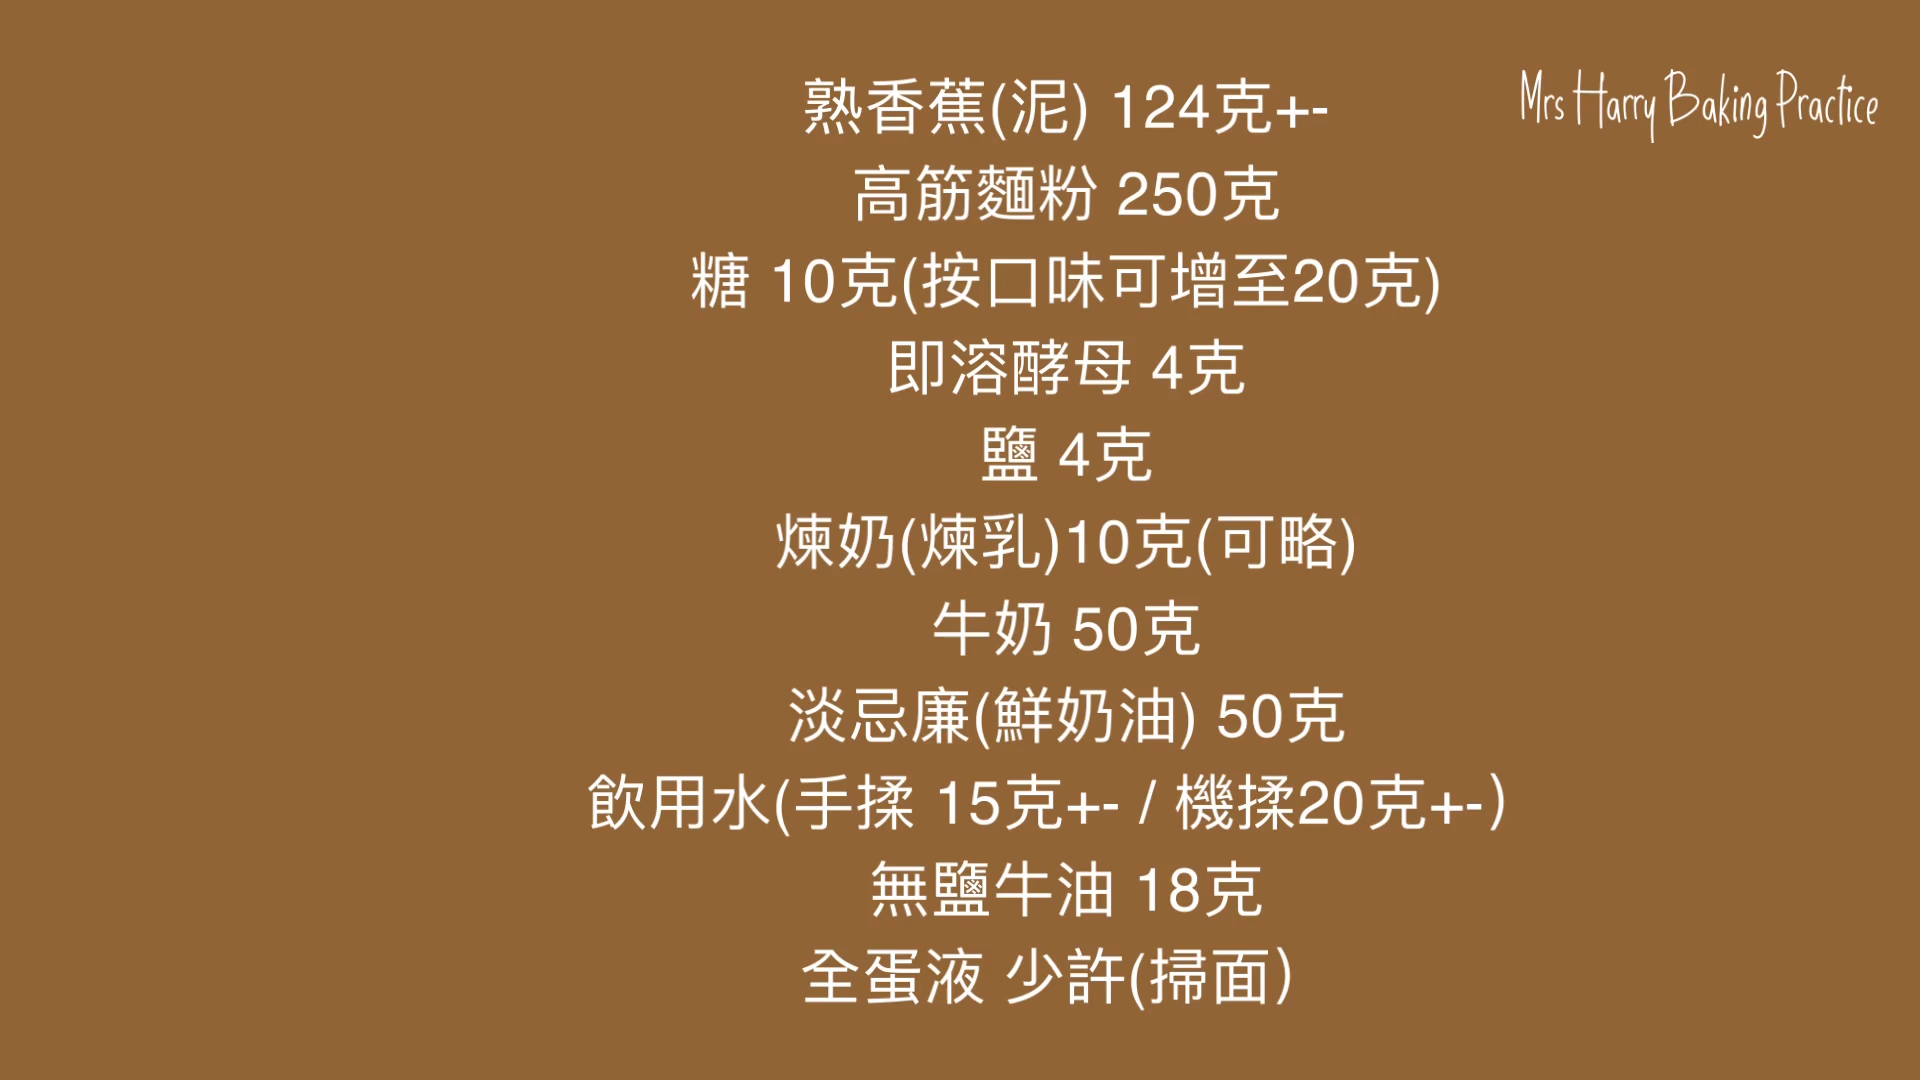 Mrs Harry Baking Practice
熟香蕉(泥) 124克+-
高筋麵粉 250克
糖 10克(按口味可增至20克)
即溶酵母 4克
鹽 4克
煉奶(煉乳)10克(可略)
牛奶 50克
淡忌廉(鮮奶油) 50克
飲用水(手揉 15克+- / 機揉20克+-）
無鹽牛油 18克
全蛋液 少許(掃面）